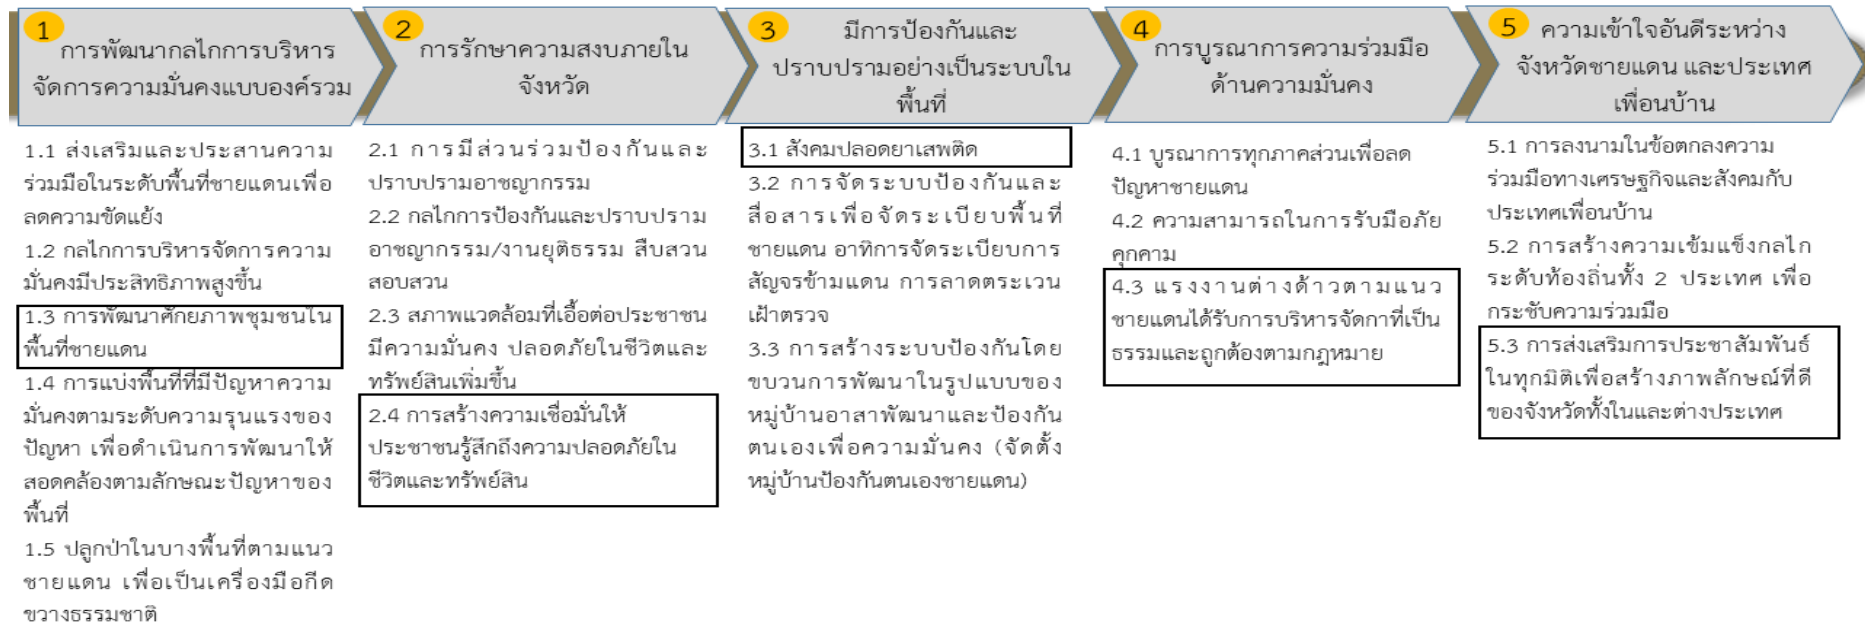 1
การพัฒนากลไกการบริหาร
จัดการความมั่นคงแบบองค์รวม
2
การรักษาความสงบภายใน
จังหวัด
3
มีการป้องกันและ
ปราบปรามอย่างเป็นระบบใน
พื้นที่
4
การบูรณาการความร่วมมือ
ด้านความมั่นคง
5
ความเข้าใจอันดีระหว่าง
จังหวัดชายแดน และประเทศ
เพื่อนบ้าน
1.1 ส่งเสริมและประสานความ
ร่วมมือในระดับพื้นที่ชายแดนเพื่อ
ลดความขัดแย้ง
1.2 กลไกการบริหารจัดการความ
มั่นคงมีประสิทธิภาพสูงขึ้น
1.3 การพัฒนาศักยภาพชุมชนใน
พื้นที่ชายแดน
1.4 การแบ่งพื้นที่ที่มีปัญหาความ
มั่นคงตามระดับความรุนแรงของ
ปัญหา เพื่อดำเนินการพัฒนาให้
สอดคล้องตามลักษณะปัญหาของ
พื้นที่
1.5 ปลูกป่าในบางพื้นที่ตามแนว
ชายแดน เพื่อเป็นเครื่องมือกีด
ขวางธรรมชาติ
2.1 การมีส่วนร่วมป้องกันและ
ปราบปรามอาชญากรรม
2.2 กลไกการป้องกันและปราบปราม
อาชญากรรม/งานยุติธรรม สืบสวน
สอบสวน
2.3 สภาพแวดล้อมที่เอื้อต่อประชาชน
มีความมั่นคง ปลอดภัยในชีวิตและ
ทรัพย์สินเพิ่มขึ้น
2.4 การสร้างความเชื่อมั่นให้
ประชาชนรู้สึกถึงความปลอดภัยใน
ชีวิตและทรัพย์สิน
3.1 สังคมปลอดยาเสพติด
3.2 การจัดระบบป้องกันและ
สื่อสารเพื่อจัดระเบียบพื้นที่
ชายแดน อาทิการจัดระเบียบการ
สัญจรข้ามแดน การลาดตระเวน
เฝ้าตรวจ
3.3 การสร้างระบบป้องกันโดย
ขบวนการพัฒนาในรูปแบบของ
หมู่บ้านอาสาพัฒนาและป้องกัน
ตนเองเพื่อความมั่นคง (จัดตั้ง
หมู่บ้านป้องกันตนเองชายแดน)
4.1 บูรณาการทุกภาคส่วนเพื่อลด
ปัญหาชายแดน
4.2 ความสามารถในการรับมือภัย
คุกคาม
4.3 แรงงานต่างด้าวตามแนว
ชายแดนได้รับการบริหารจัดกาที่เป็น
ธรรมและถูกต้องตามกฎหมาย
5.1 การลงนามในข้อตกลงความ
ร่วมมือทางเศรษฐกิจและสังคมกับ
ประเทศเพื่อนบ้าน
5.2 การสร้างความเข้มแข็งกลไก
ระดับท้องถิ่นทั้ง 2 ประเทศ เพื่อ
กระชับความร่วมมือ
5.3 การส่งเสริมการประชาสัมพันธ์
ในทุกมิติเพื่อสร้างภาพลักษณ์ที่ดี
ของจังหวัดทั้งในและต่างประเทศ